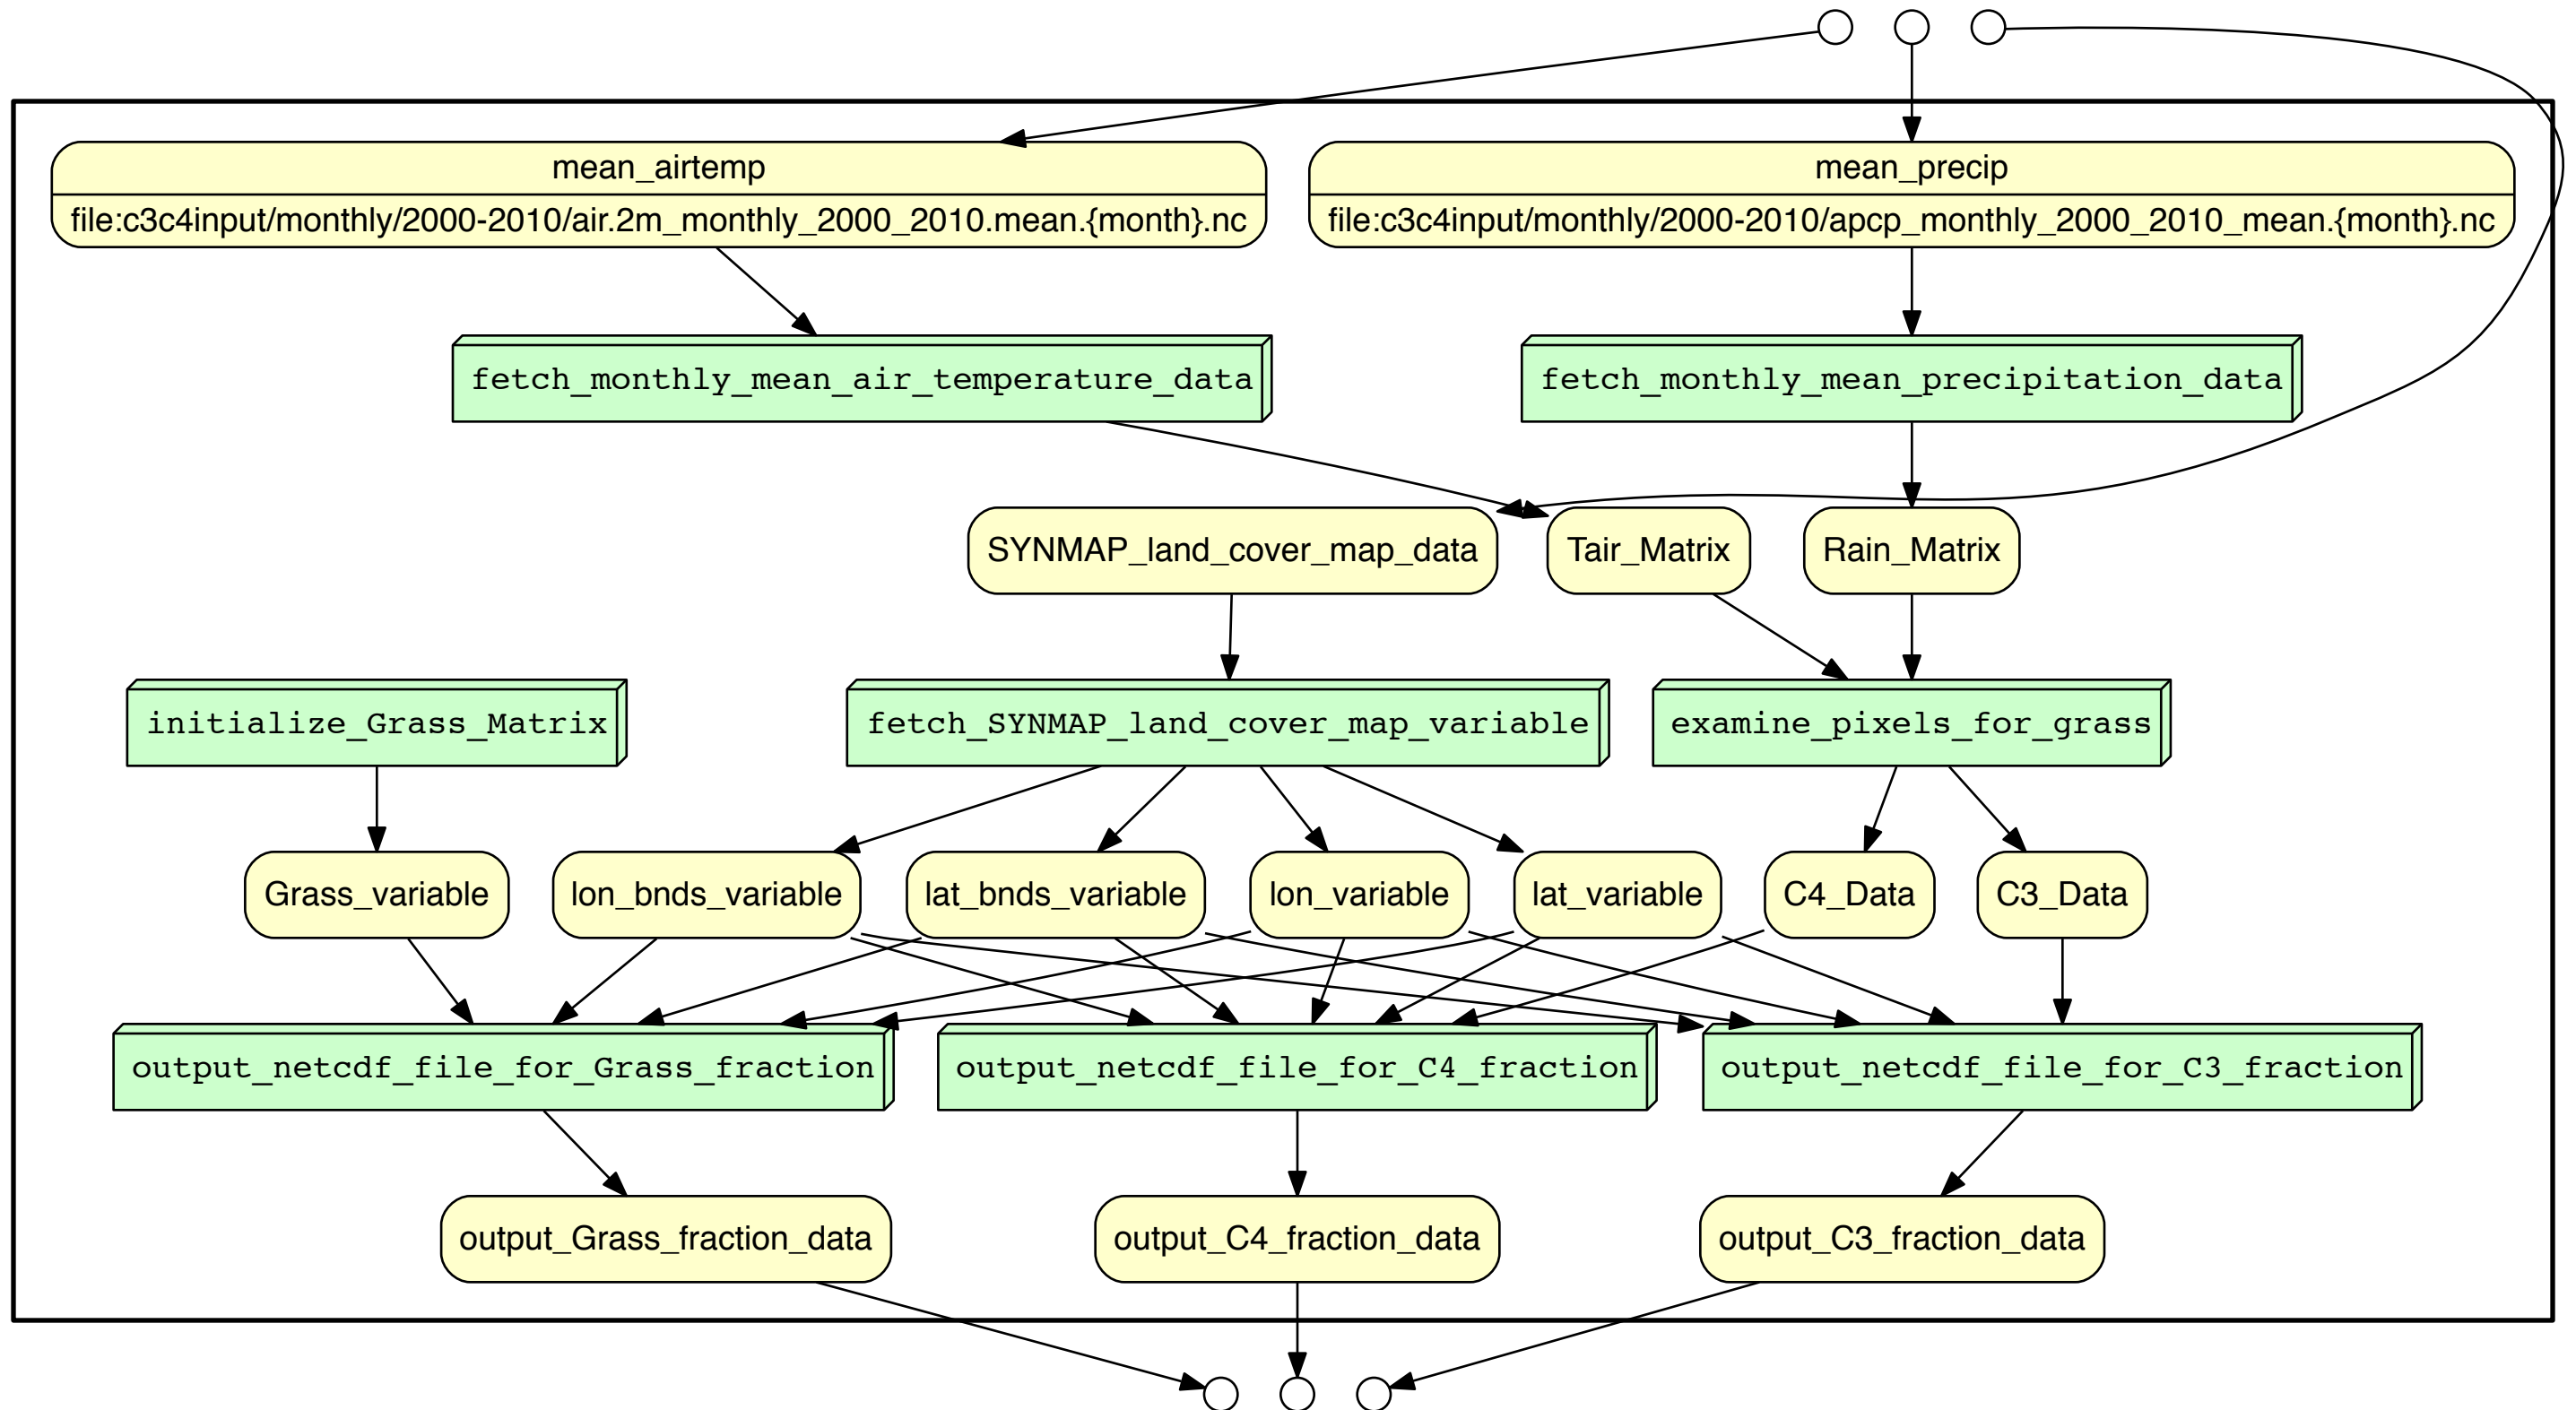 mean_airtemp
file:c3c4input/monthly/2000-2010/air.2m_monthly_2000_2010.mean.{month}.nc
mean_precip
file:c3c4input/monthly/2000-2010/apcp_monthly_2000_2010_mean.{month}.nc
fetch_monthly_mean_air_temperature_data
fetch_monthly_mean_precipitation_data
SYNMAP_land_cover_map_data
Tair_Matrix
Rain_Matrix
initialize_Grass_Matrix
fetch_SYNMAP_land_cover_map_variable
examine_pixels_for_grass
Grass_variable
lon_bnds_variable
lat_bnds_variable
lon_variable
lat_variable
C4_Data
C3_Data
output_netcdf_file_for_Grass_fraction
output_netcdf_file_for_C4_fraction
output_netcdf_file_for_C3_fraction
output_Grass_fraction_data
output_C4_fraction_data
output_C3_fraction_data